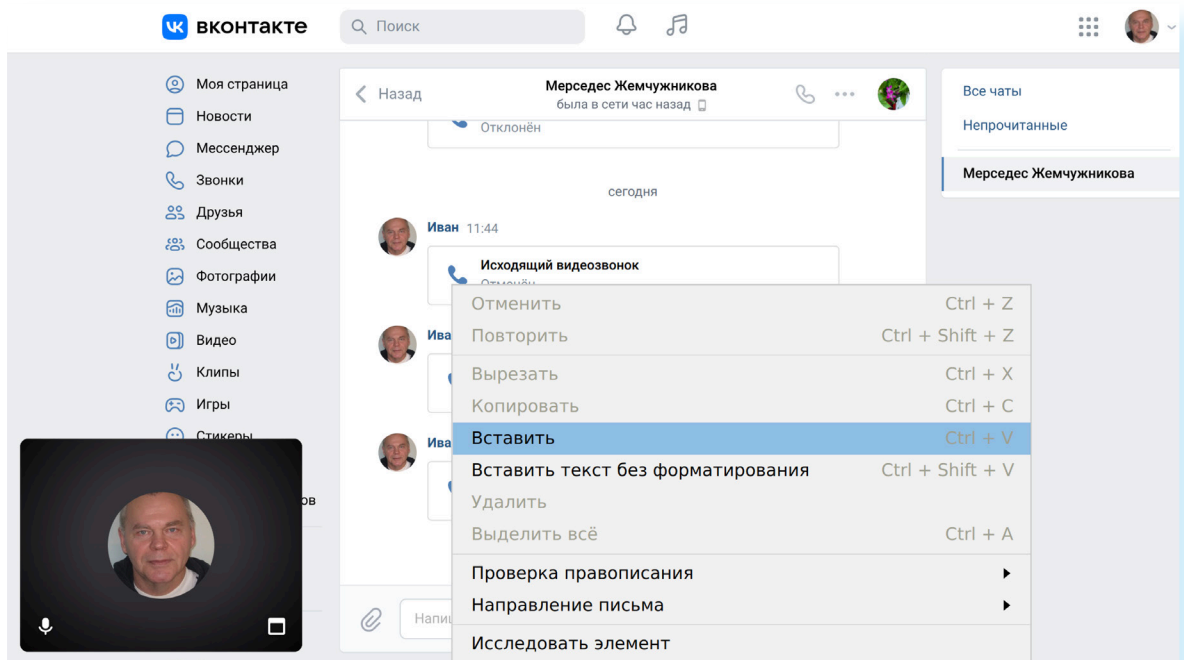 вконтакте
Поиск
Моя страница
Новости
Мессенджер
Звонки
Друзья
Сообщества
Фотографии
Музыка
Видео
Клипы
Игры
Стикеры
ов
Назад
Мерседес Жемчужникова
была в сети час назад
Отклонён
сегодня
Иван 11:44
Исходящий видеозвонок
Отменён
Ива
Ива
Напи
Отменить Ctrl + Z
Повторить Ctrl + Shift + Z
Вырезать Ctrl + X
Копировать Ctrl + C
Вставить Ctrl + V
Вставить текст без форматирования Ctrl + Shift + V
Удалить
Выделить всё Ctrl + A
Проверка правописания
Направление письма
Исследовать элемент
Все чаты
Непрочитанные
Мерседес Жемчужникова